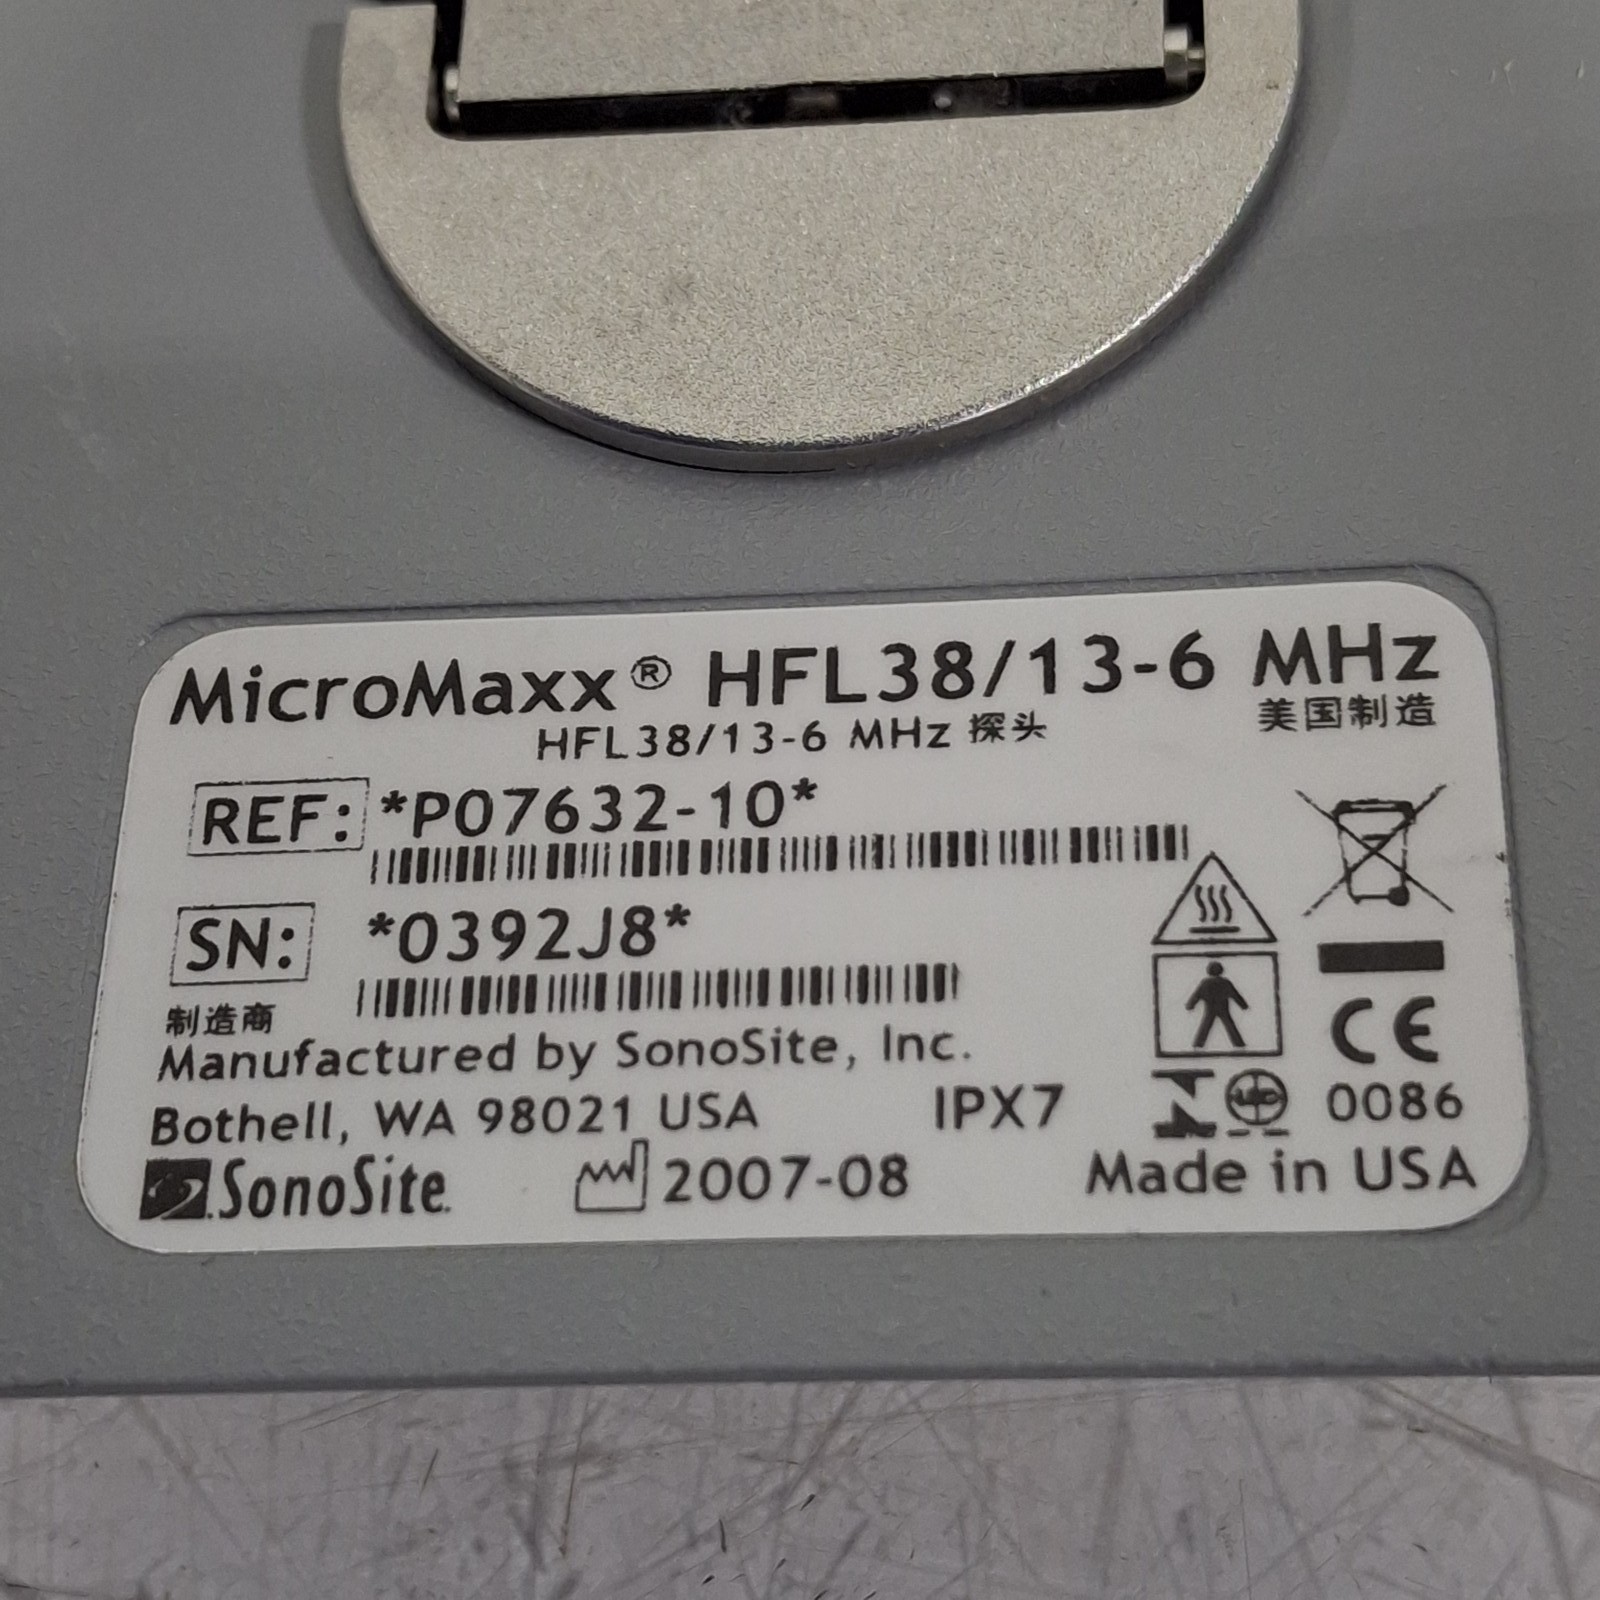 MicroMaxx® HFL38/13-6 MHz
HFL38/13-6 MHz 探头 美国制造
REF: *P07632-10*
SN: *0392J8*
制造商
Manufactured by SonoSite, Inc.
Bothell, WA 98021 USA IPX7 CE 0086
SonoSite. 2007-08 Made in USA